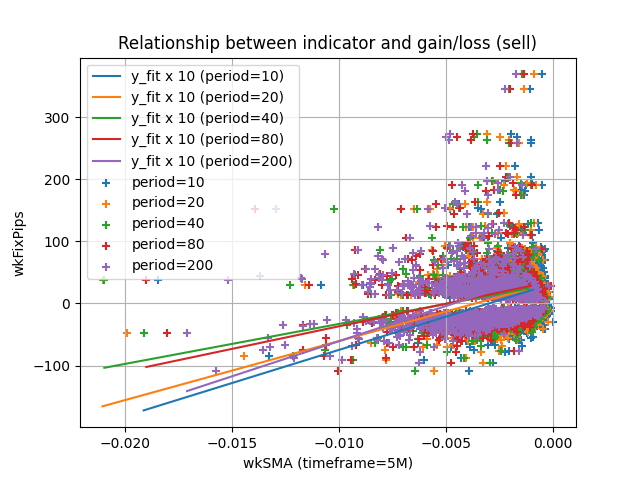 Relationship between indicator and gain/loss (sell)
y_fit x 10 (period=10)
y_fit x 10 (period=20)
y_fit x 10 (period=40)
y_fit x 10 (period=80)
y_fit x 10 (period=200)
period=10
period=20
period=40
period=80
period=200
wkFixPips
300
200
100
0
−100
−0.020 −0.015 −0.010 −0.005 0.000
wkSMA (timeframe=5M)